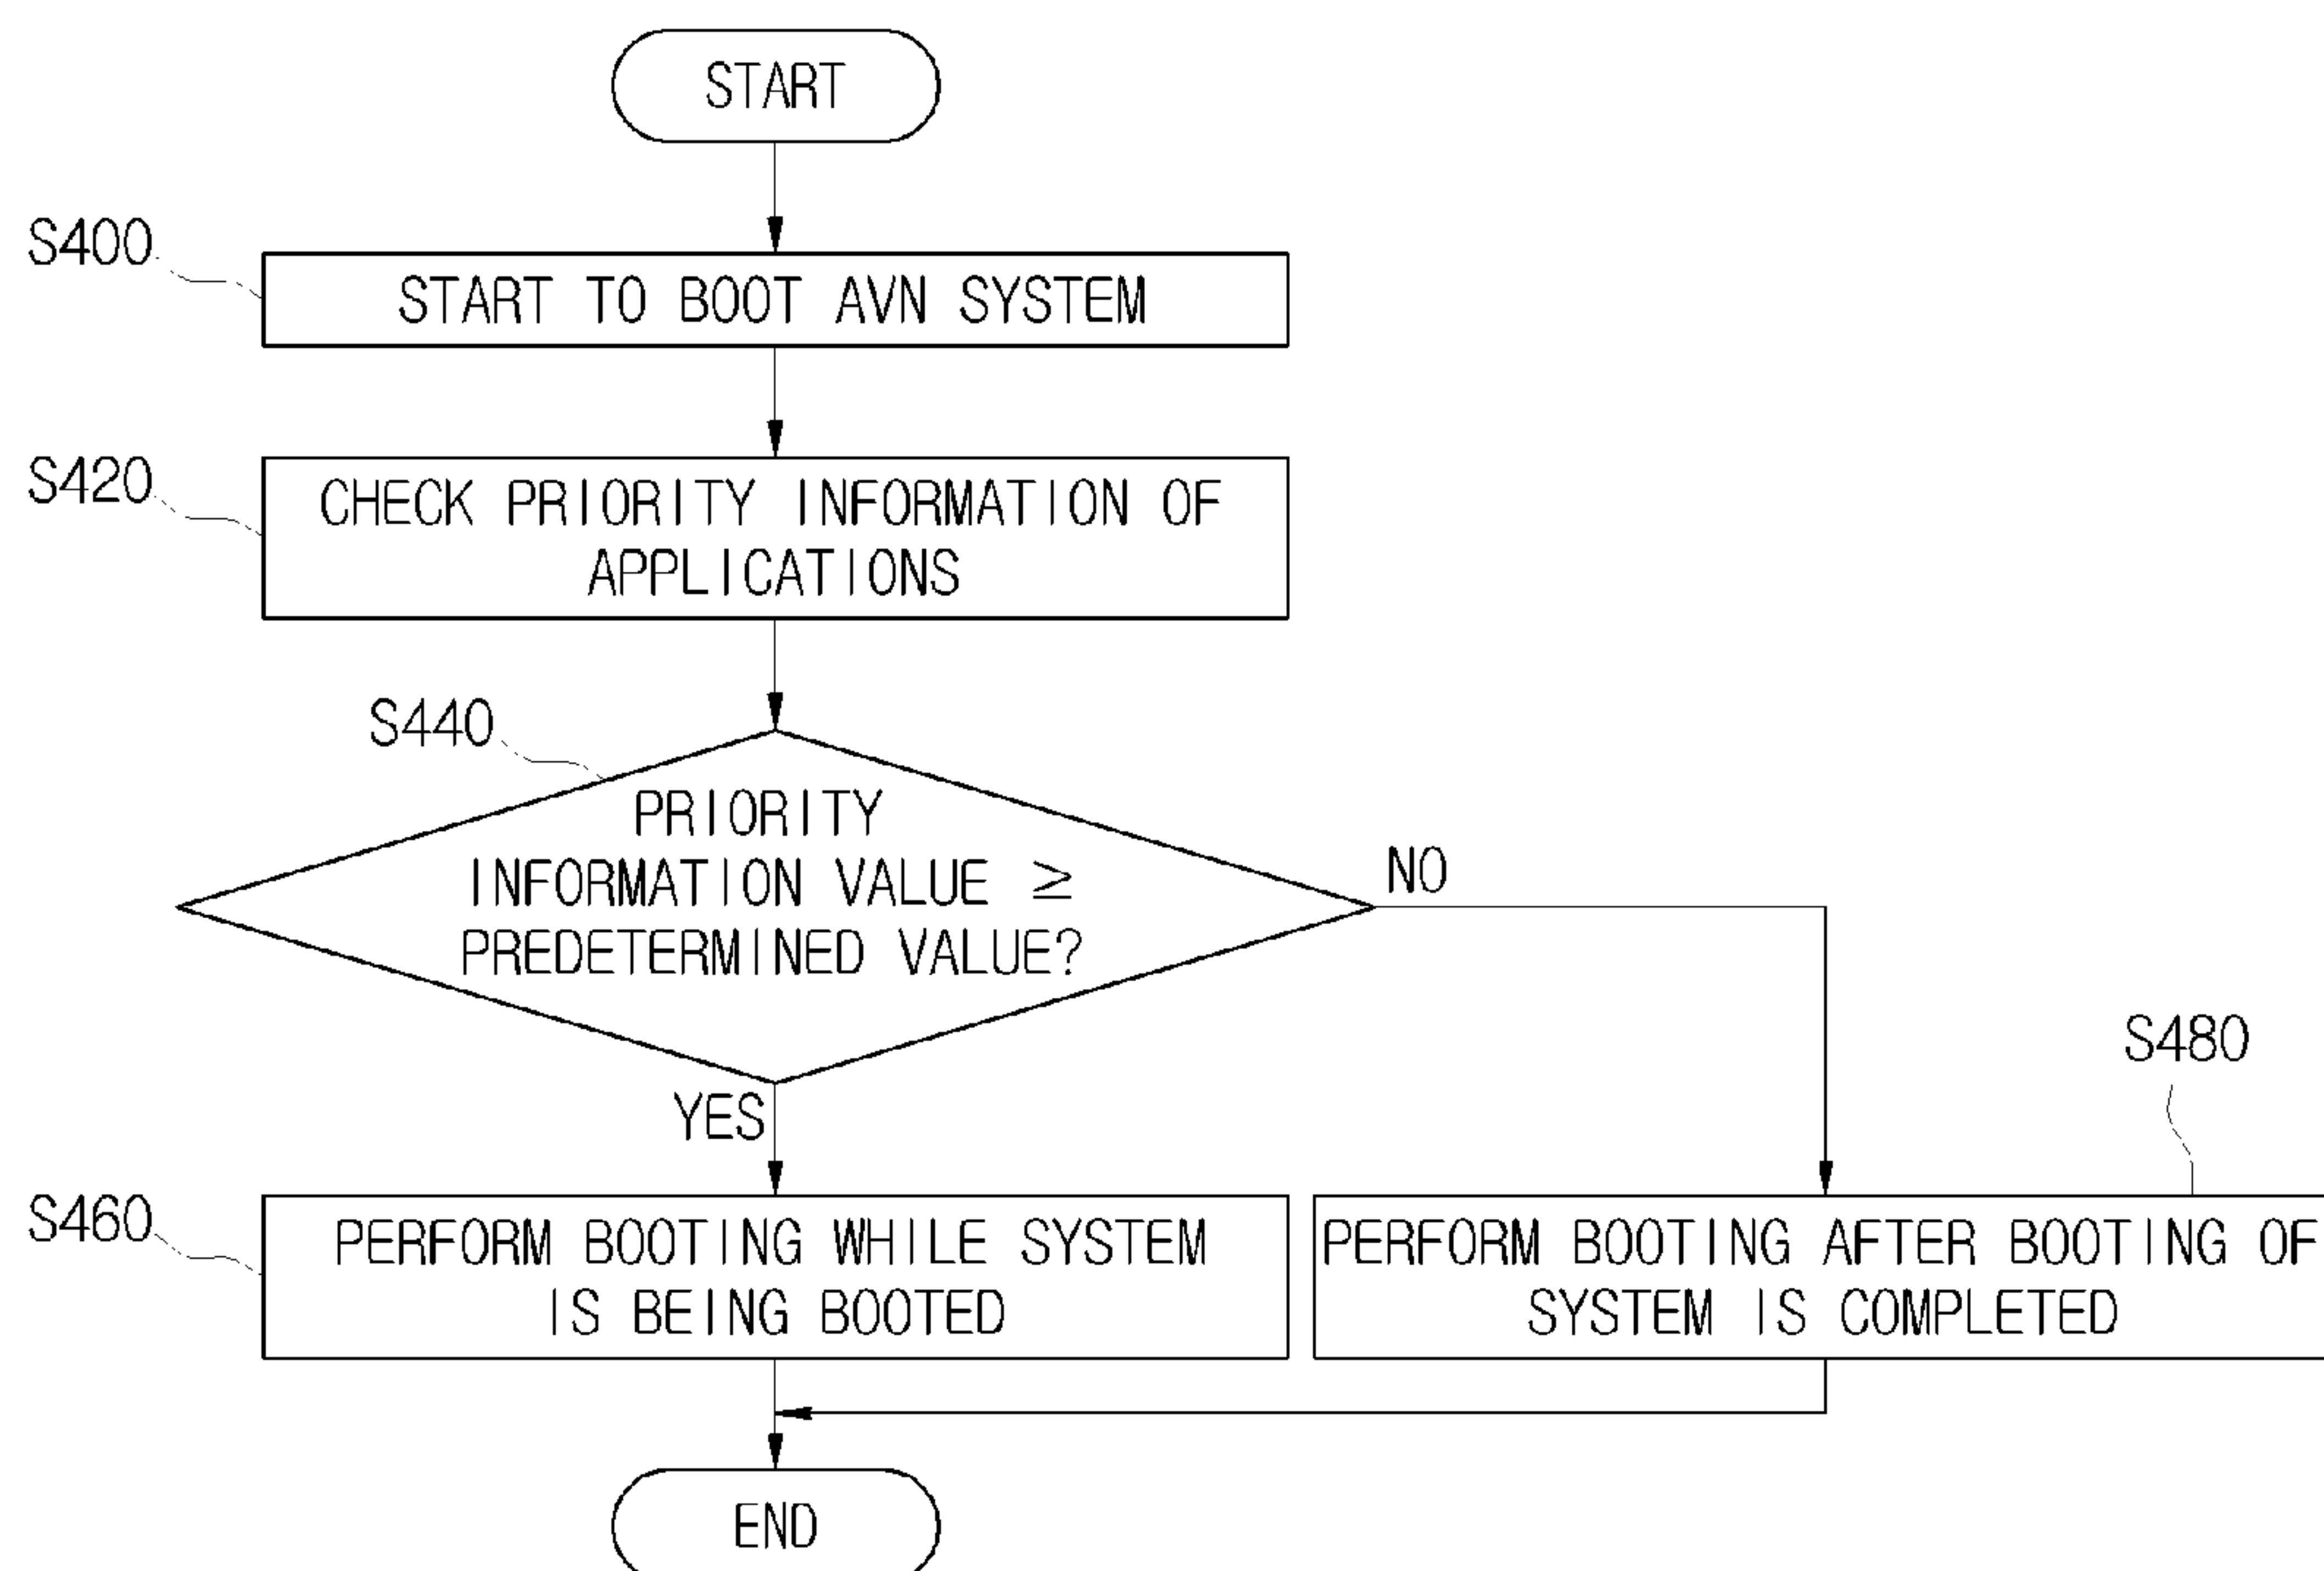 START
S400
START TO BOOT AVN SYSTEM
S420
CHECK PRIORITY INFORMATION OF
APPLICATIONS
S440
PRIORITY
INFORMATION VALUE ≥
PREDETERMINED VALUE?
NO
YES
S460
PERFORM BOOTING WHILE SYSTEM
IS BEING BOOTED
S480
PERFORM BOOTING AFTER BOOTING OF
SYSTEM IS COMPLETED
END